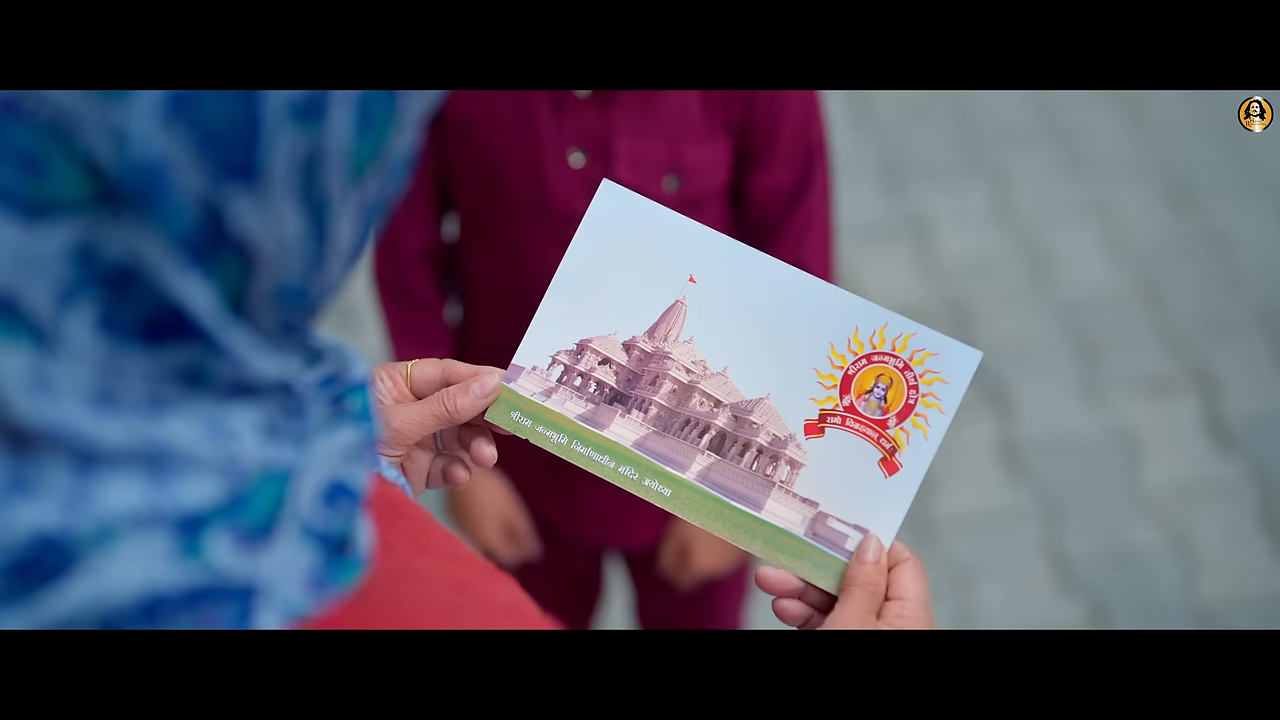 श्रीराम जन्मभूमि तीर्थ क्षेत्र
रामो विग्रहवान् धर्मः
श्रीराम जन्मभूमि निर्माणाधीन मंदिर अयोध्या